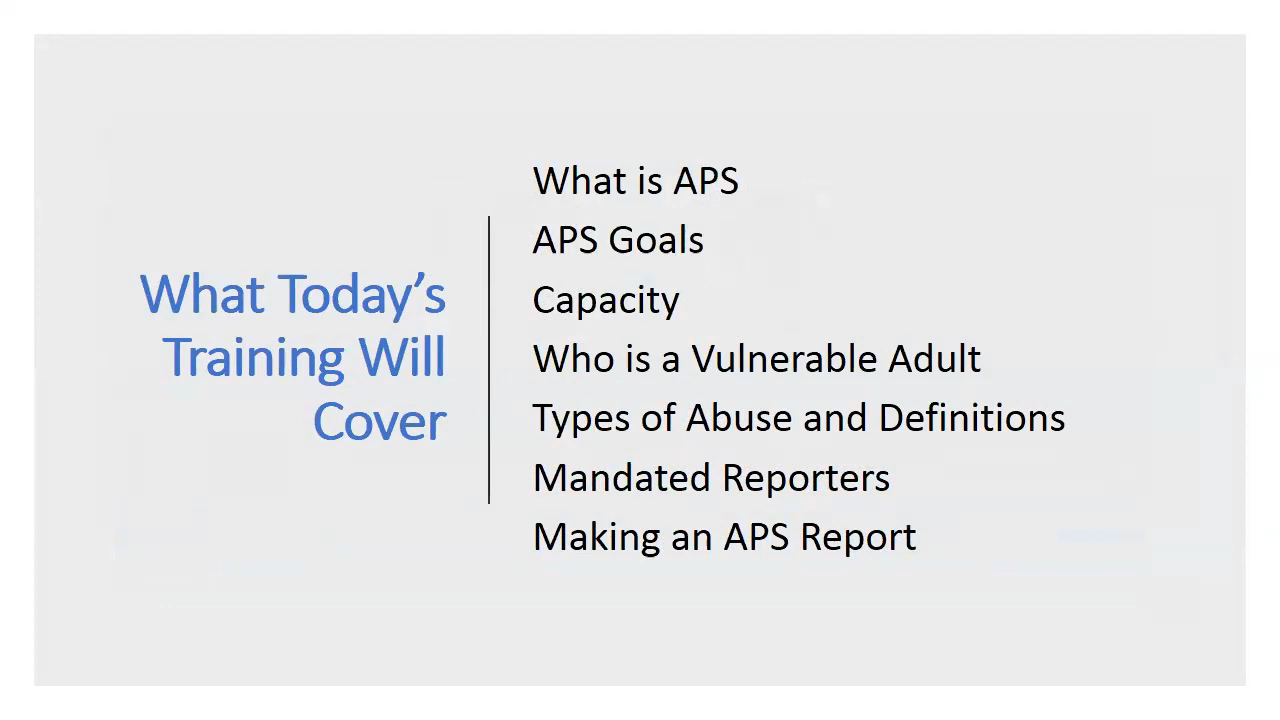 What Today’s
Training Will
Cover
What is APS
APS Goals
Capacity
Who is a Vulnerable Adult
Types of Abuse and Definitions
Mandated Reporters
Making an APS Report